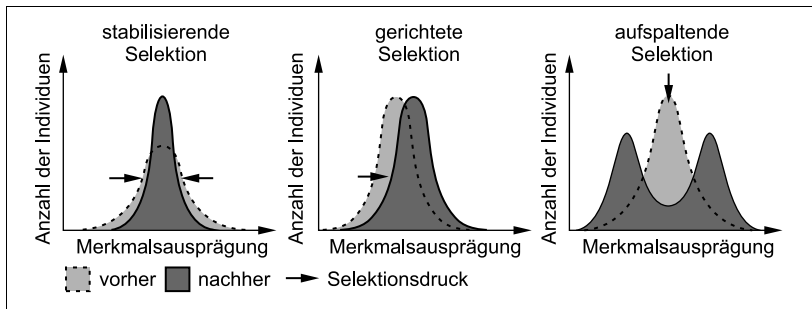 stabilisierende
Selektion
gerichtete
Selektion
aufspaltende
Selektion
Anzahl der Individuen
Anzahl der Individuen
Anzahl der Individuen
Merkmalsausprägung
Merkmalsausprägung
Merkmalsausprägung
vorher nachher Selektionsdruck